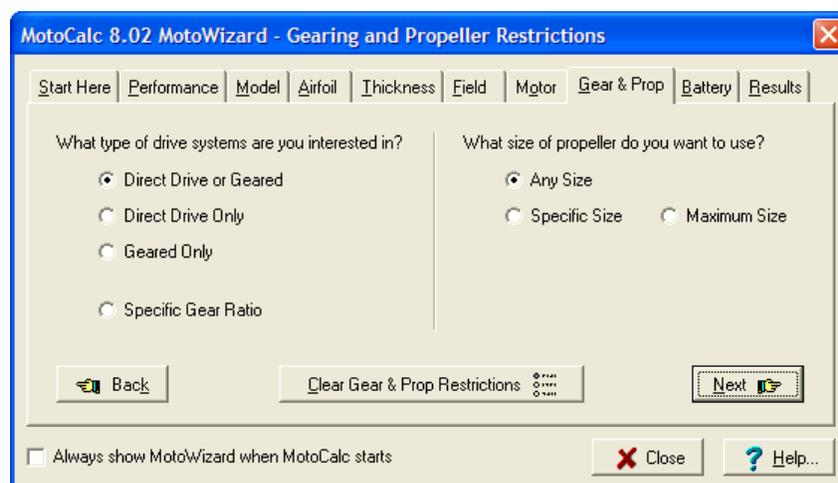 MotoCalc 8.02 MotoWizard - Gearing and Propeller Restrictions
Start Here Performance Model Airfoil Thickness Field Motor Gear & Prop Battery Results
What type of drive systems are you interested in?
Direct Drive or Geared
Direct Drive Only
Geared Only
Specific Gear Ratio
What size of propeller do you want to use?
Any Size
Specific Size Maximum Size
Back Clear Gear & Prop Restrictions Next
Always show MotoWizard when MotoCalc starts Close Help...